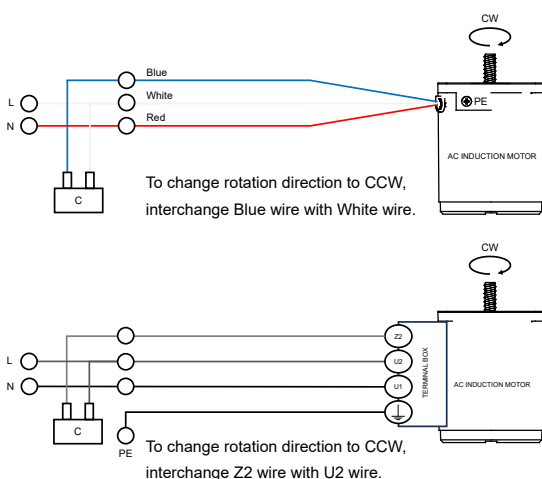 CW
Blue
White
L
Red
N
PE
AC INDUCTION MOTOR
C
To change rotation direction to CCW,
interchange Blue wire with White wire.
CW
Z2
L
U2
N
U1
TERMINAL BOX
AC INDUCTION MOTOR
C
PE
To change rotation direction to CCW,
interchange Z2 wire with U2 wire.